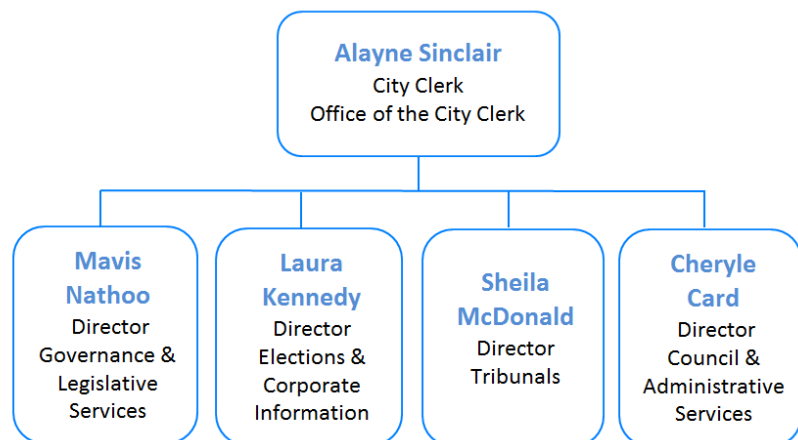 Alayne Sinclair
City Clerk
Office of the City Clerk
Mavis
Nathoo
Director
Governance &
Legislative
Services
Laura
Kennedy
Director
Elections &
Corporate
Information
Sheila
McDonald
Director
Tribunals
Cheryle
Card
Director
Council &
Administrative
Services